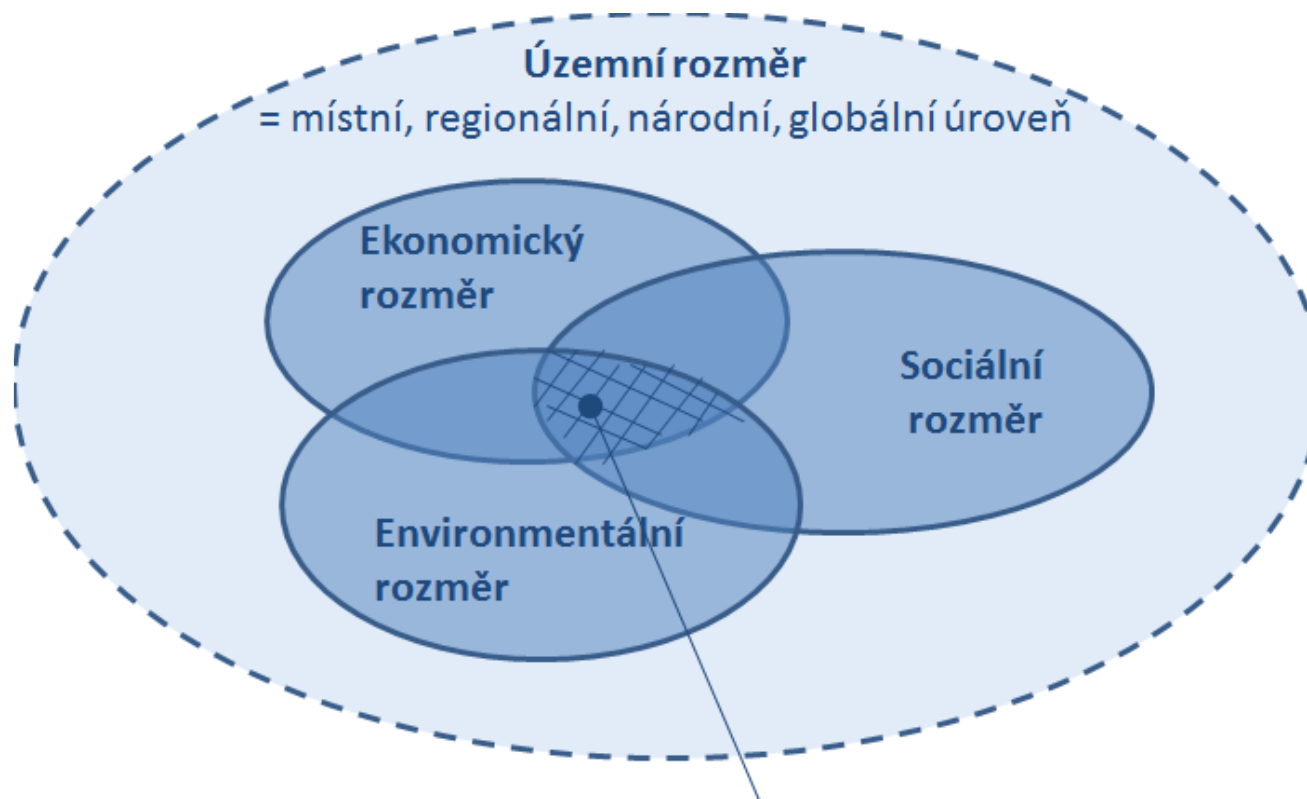 Územní rozměr
= místní, regionální, národní, globální úroveň
Ekonomický
rozměr
Sociální
rozměr
Environmentální
rozměr